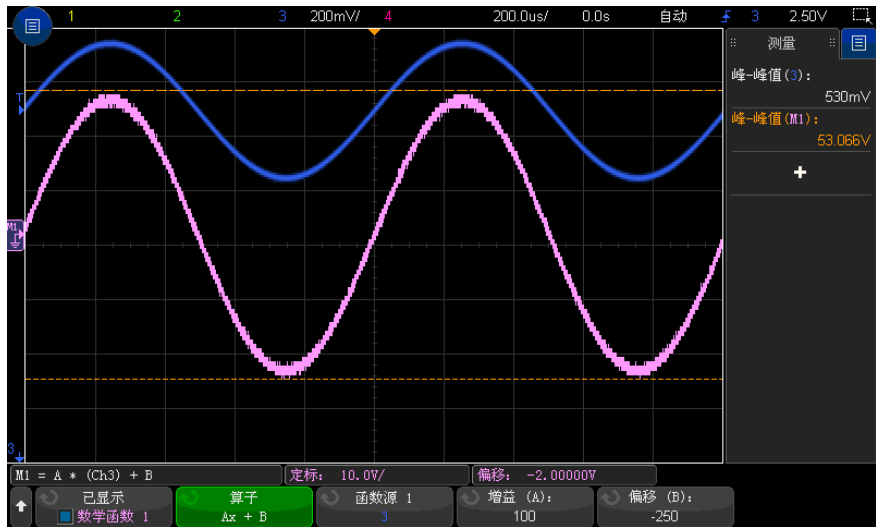 1 2 3 200mV/ 4 200.0us/ 0.0s 自动 3 2.50V
测量
峰-峰值(3):
530mV
峰-峰值(M1):
53.066V
+
T
M1
3
M1 = A * (Ch3) + B 定标: 10.0V/ 偏移: -2.00000V
已显示 算子 函数源 1 增益 (A): 偏移 (B):
数学函数 1 Ax + B 3 100 -250